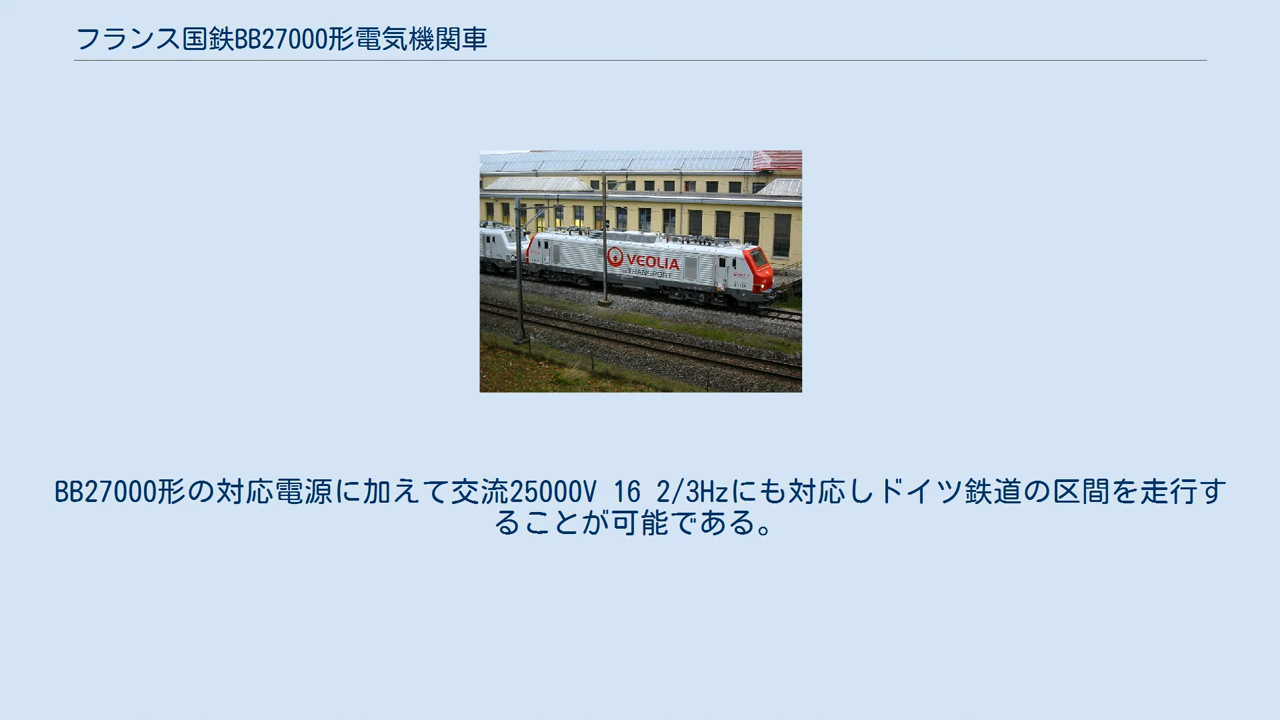 フランス国鉄BB27000形電気機関車
VEOLIA
TRANSPORT
BB27000形の対応電源に加えて交流25000V 16 2/3Hzにも対応しドイツ鉄道の区間を走行す
ることが可能である。